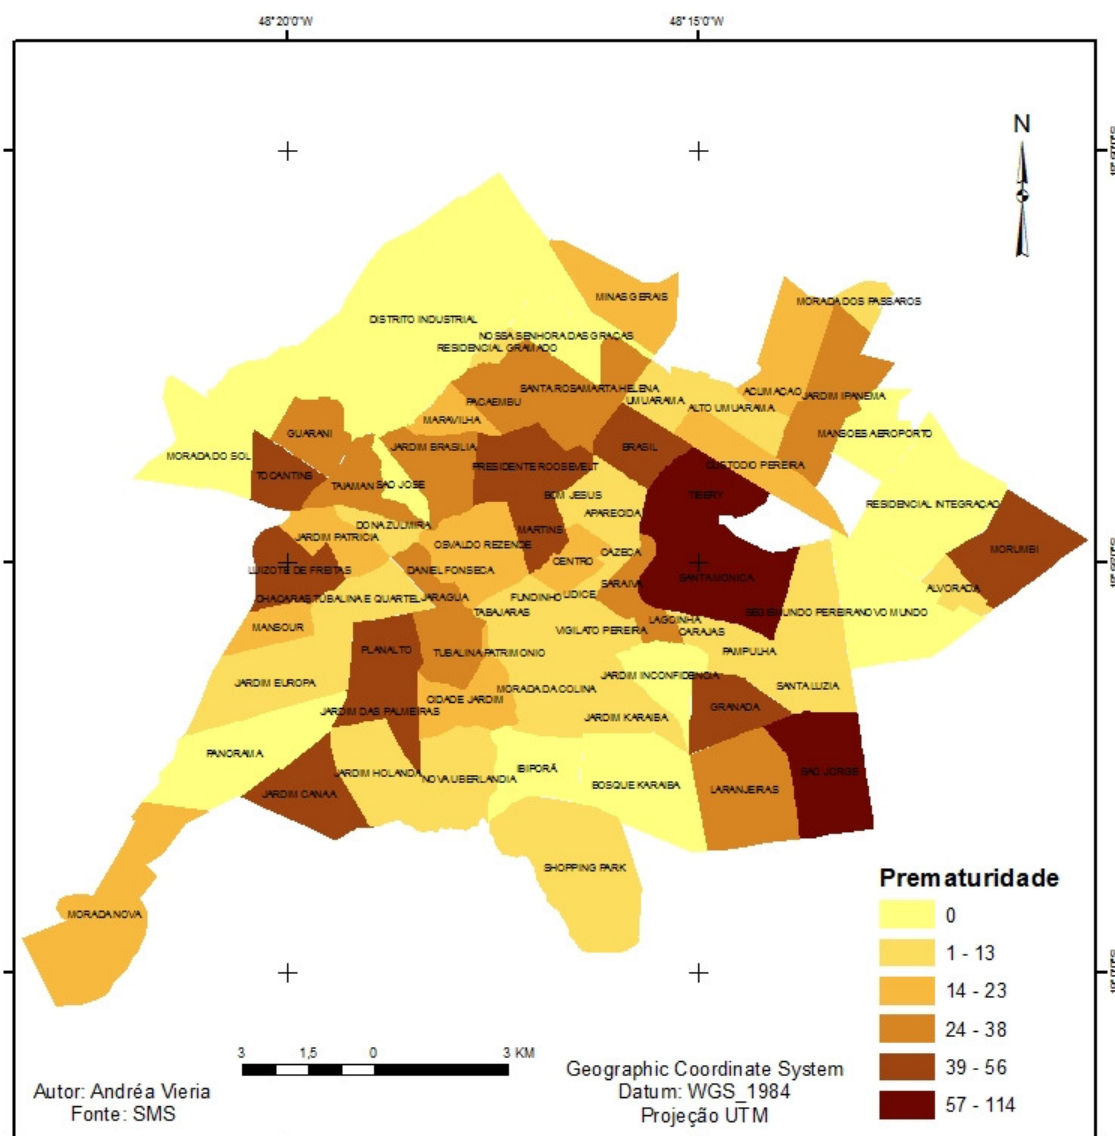 48°20'0"W
48°15'0"W
N
MINAS GERAIS
MORADA DOS PASSAROS
DISTRITO INDUSTRIAL
NOSSA SENHORA DAS GRAÇAS
RESIDENCIAL GRAMADO
SANTA ROSA
MARTA HELENA
ACLIMAÇAO
JARDIM IPANEMA
PACAEMBU
UMUARAMA
ALTO UMUARAMA
MARAVILHA
GUARANI
JARDIM BRASILIA
BRASIL
MANSOES AEROPORTO
MORADA DO SOL
PRESIDENTE ROOSEVELT
CUSTODIO PEREIRA
TOCANTINS
TAIAMAN
SAO JOSE
BOM JESUS
TIBERY
RESIDENCIAL INTEGRAÇAO
APARECIDA
DONA ZULMIRA
MARTINS
JARDIM PATRICIA
OSVALDO REZENDE
CAZECA
MORUMBI
CENTRO
LUIZOTE DE FREITAS
DANIEL FONSECA
SANTA MONICA
SARAIVA
ALVORADA
CHACARAS TUBALINA E QUARTEL
JARAGUA
FUNDINHO
LIDICE
TABAJARAS
SEGISMUNDO PEREIRA
NOVO MUNDO
LAGOINHA
MANSOUR
VIGILATO PEREIRA
CARAJAS
PLANALTO
TUBALINA
PATRIMONIO
PAMPULHA
JARDIM INCONFIDENCIA
JARDIM EUROPA
MORADA DA COLINA
SANTA LUZIA
CIDADE JARDIM
JARDIM DAS PALMEIRAS
GRANADA
JARDIM KARAIBA
PANORAMA
IBIPORÃ
JARDIM HOLANDA
NOVA UBERLANDIA
SAO JORGE
BOSQUE KARAIBA
LARANJEIRAS
JARDIM CANAA
SHOPPING PARK
MORADA NOVA
Prematuridade
0
1 - 13
14 - 23
24 - 38
39 - 56
57 - 114
3 1,5 0 3 KM
Autor: Andréa Vieria
Fonte: SMS
Geographic Coordinate System
Datum: WGS_1984
Projeção UTM